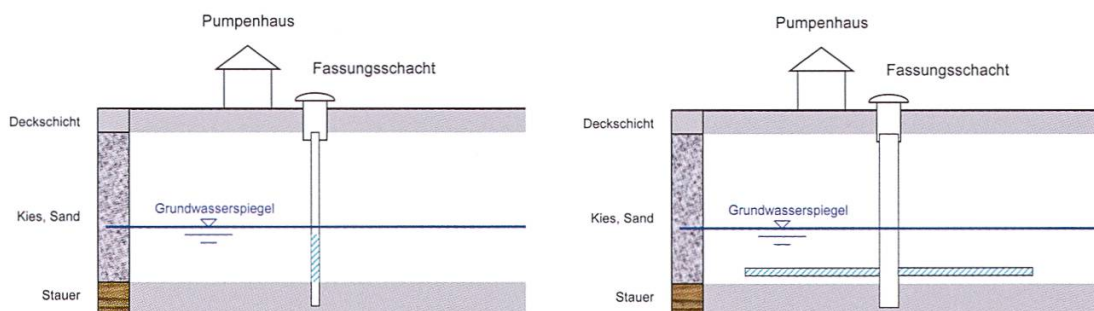 Pumpenhaus
Fassungsschacht
Deckschicht
Kies, Sand
Grundwasserspiegel
Stauer
Pumpenhaus
Fassungsschacht
Deckschicht
Kies, Sand
Grundwasserspiegel
Stauer